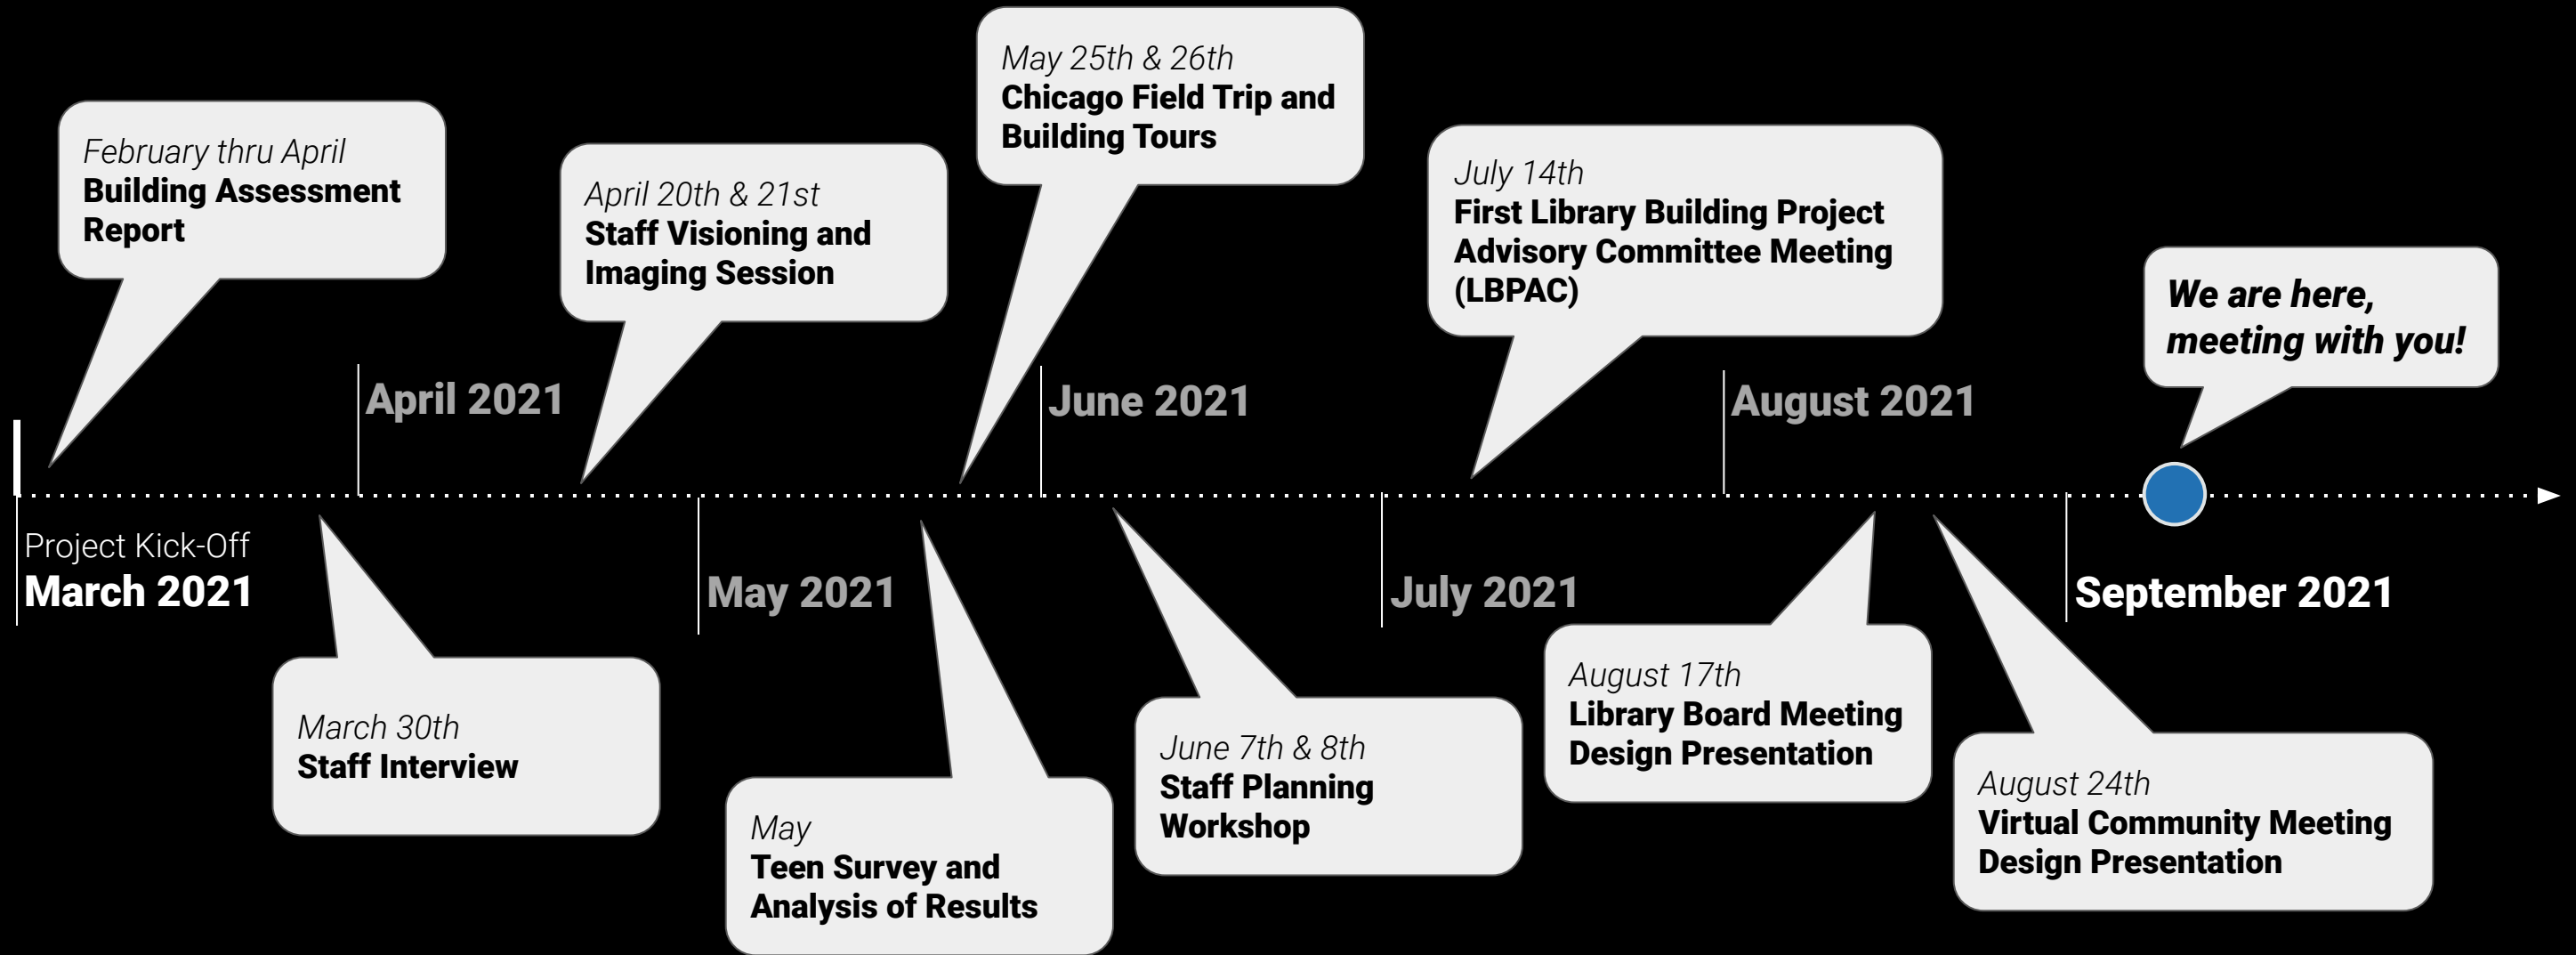 May 25th & 26th
Chicago Field Trip and
Building Tours
February thru April
Building Assessment
Report
April 20th & 21st
Staff Visioning and
Imaging Session
July 14th
First Library Building Project
Advisory Committee Meeting
(LBPAC)
We are here,
meeting with you!
April 2021
June 2021
August 2021
Project Kick-Off
March 2021
May 2021
July 2021
September 2021
March 30th
Staff Interview
May
Teen Survey and
Analysis of Results
June 7th & 8th
Staff Planning
Workshop
August 17th
Library Board Meeting
Design Presentation
August 24th
Virtual Community Meeting
Design Presentation